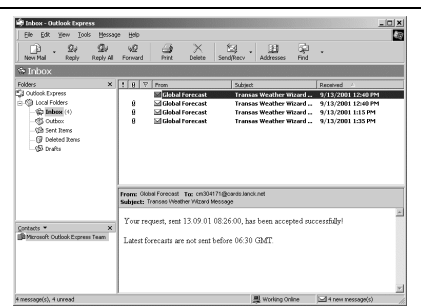 Inbox - Outlook Express
File Edit View Tools Message Help
New Mail Reply Reply All Forward Print Delete Send/Recv Addresses Find
Inbox
Folders
Outlook Express
Local Folders
Inbox (4)
Outbox
Sent Items
Deleted Items
Drafts
! From Subject Received
Global Forecast Transas Weather Wizard ... 9/13/2001 12:40 PM
Global Forecast Transas Weather Wizard ... 9/13/2001 12:40 PM
Global Forecast Transas Weather Wizard ... 9/13/2001 1:15 PM
Global Forecast Transas Weather Wizard ... 9/13/2001 1:35 PM
From: Global Forecast To: cm304171@cards.lanck.net
Subject: Transas Weather Wizard Message
Your request, sent 13.09.01 08:26:00, has been accepted successfully!
Latest forecasts are not sent before 06:30 GMT.
Contacts
Microsoft Outlook Express Team
4 message(s), 4 unread
Working Online
4 new message(s)